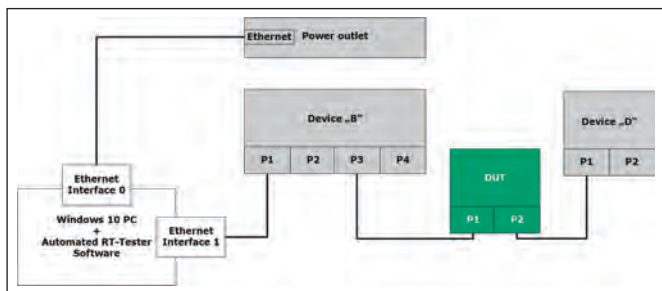 Ethernet Power outlet
Device „B"
P1 P2 P3 P4
Device „D"
P1 P2
DUT
P1 P2
Ethernet
Interface 0
Windows 10 PC
+
Automated RT-Tester
Software
Ethernet
Interface 1